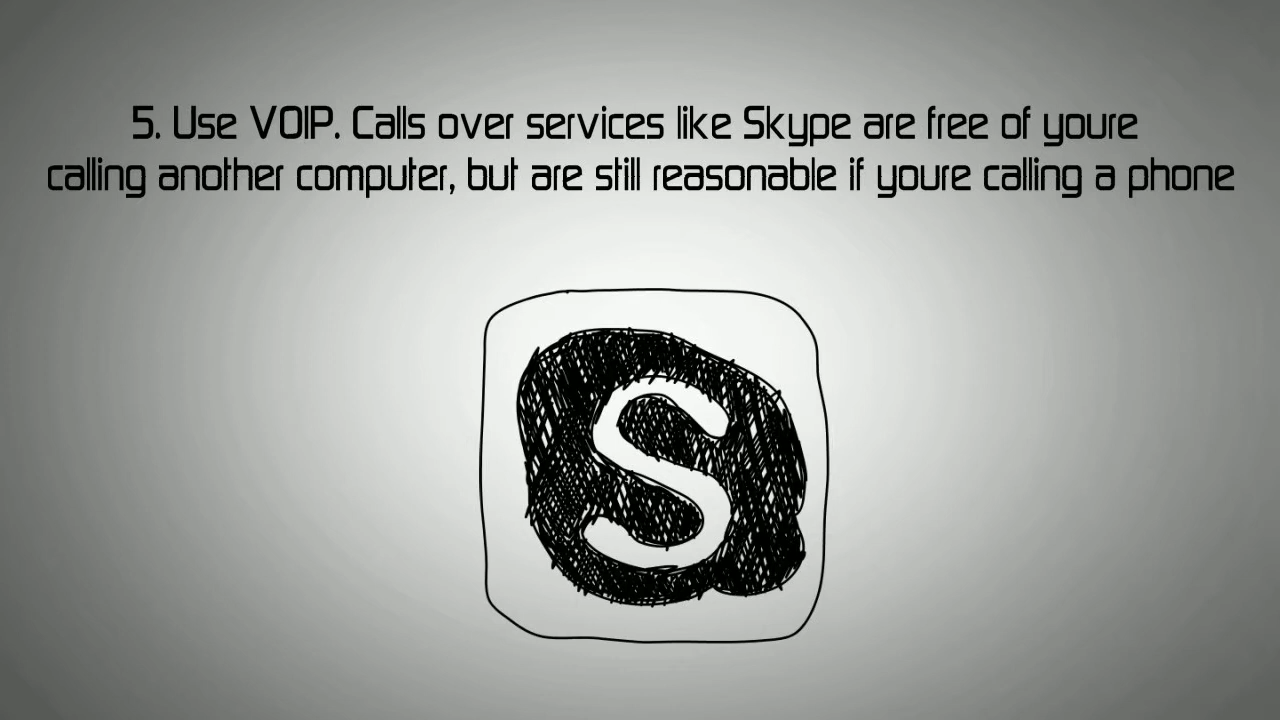 5. Use VOIP. Calls over services like Skype are free of youre
calling another computer, but are still reasonable if youre calling a phone
S